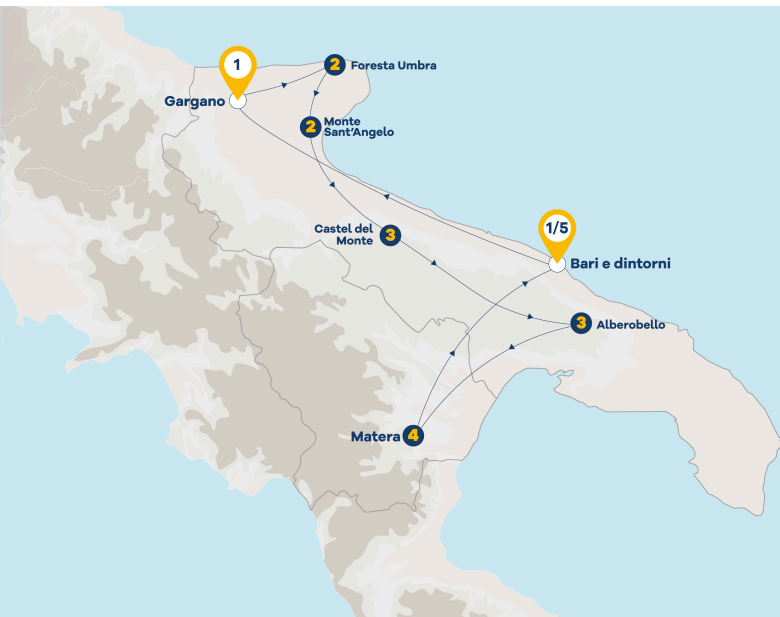 1
Gargano
2
Foresta Umbra
2
Monte
Sant'Angelo
Castel del
Monte
3
1/5
Bari e dintorni
3
Alberobello
Matera
4